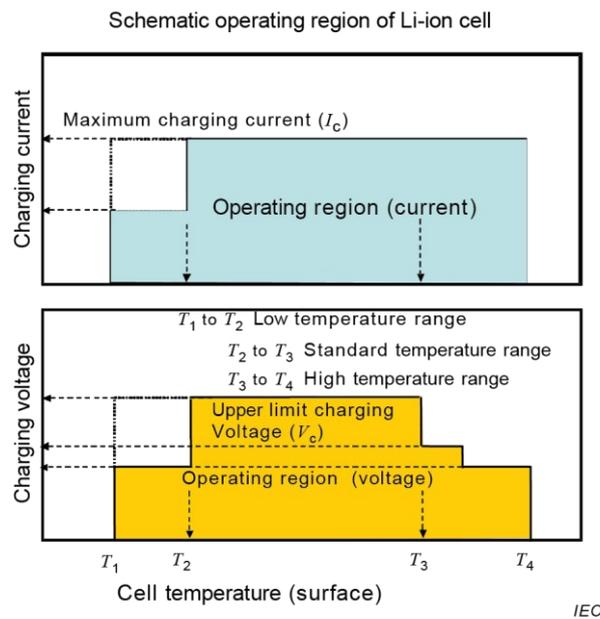 Schematic operating region of Li-ion cell
Charging current
Maximum charging current (Ic)
Operating region (current)
Charging voltage
T1 to T2 Low temperature range
T2 to T3 Standard temperature range
T3 to T4 High temperature range
Upper limit charging
Voltage (Vc)
Operating region (voltage)
T1 T2 T3 T4
Cell temperature (surface)
IEC